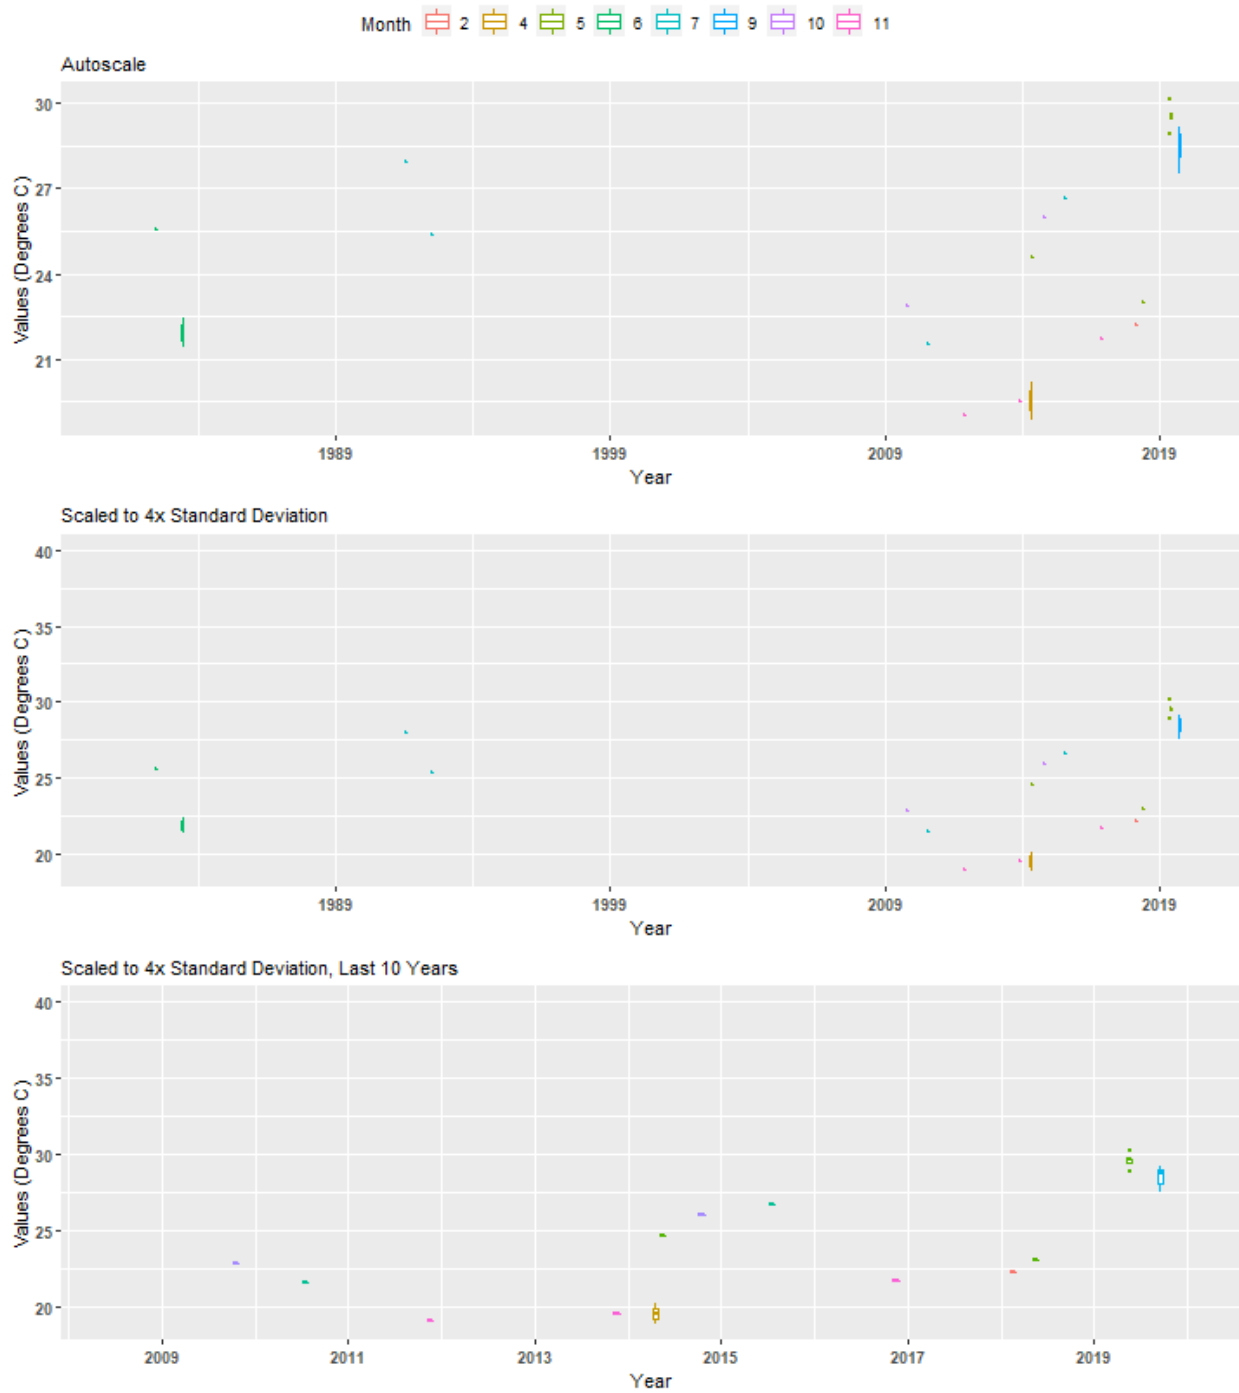 Month 2 4 5 6 7 9 10 11
Autoscale
30
27
24
21
Values (Degrees C)
1989 1999 2009 2019
Year
Scaled to 4x Standard Deviation
40
35
30
25
20
Values (Degrees C)
1989 1999 2009 2019
Year
Scaled to 4x Standard Deviation, Last 10 Years
40
35
30
25
20
Values (Degrees C)
2009 2011 2013 2015 2017 2019
Year